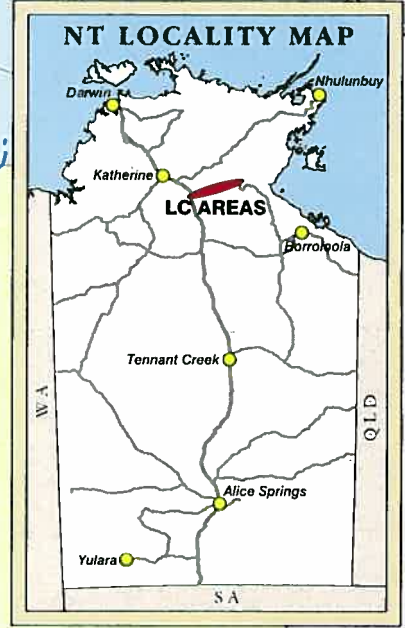 NT LOCALITY MAP
Nhulunbuy
Darwin
Katherine
LC AREAS
Borroloola
Tennant Creek
WA
QLD
Alice Springs
Yulara
SA